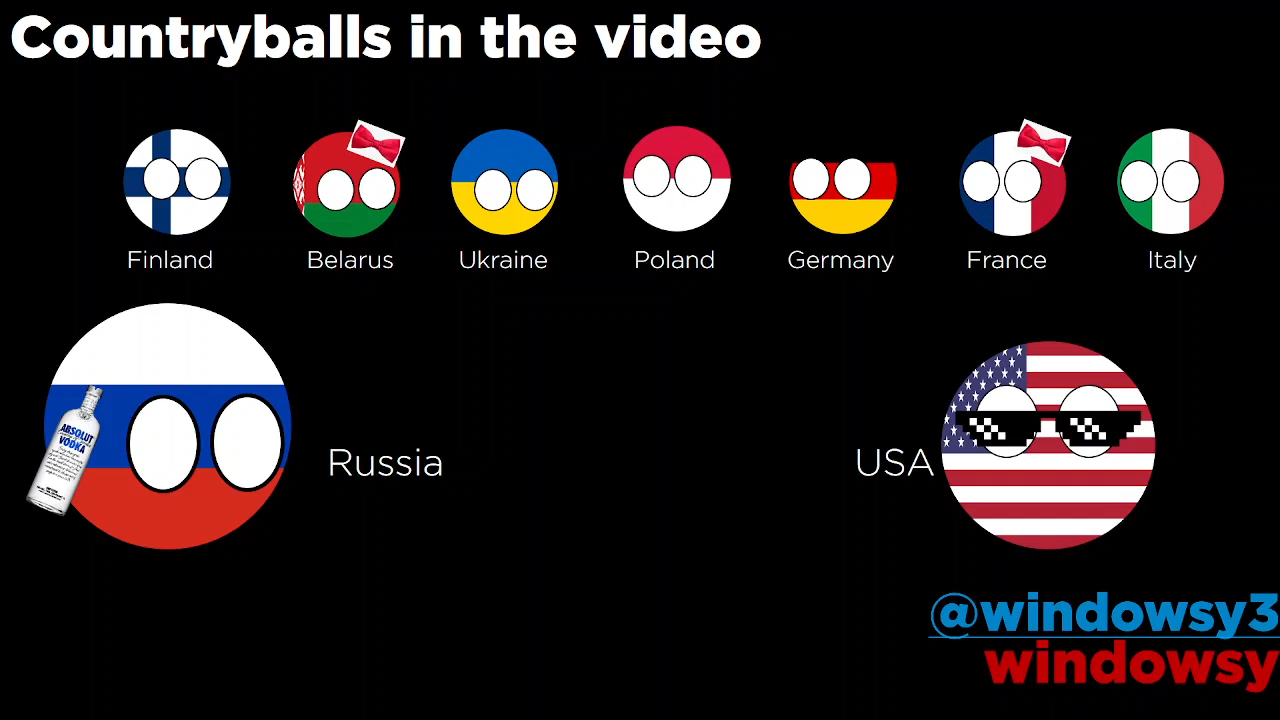 Countryballs in the video
Finland Belarus Ukraine Poland Germany France Italy
ABSOLUT
VODKA
Russia
USA
@windowsy3
windowsy